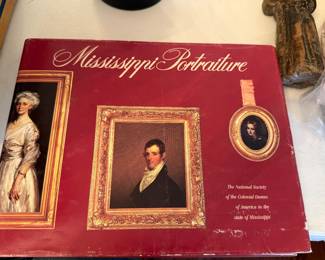 Mississippi Portraiture
The National Society
of the Colonial Dames
of America in the
state of Mississippi